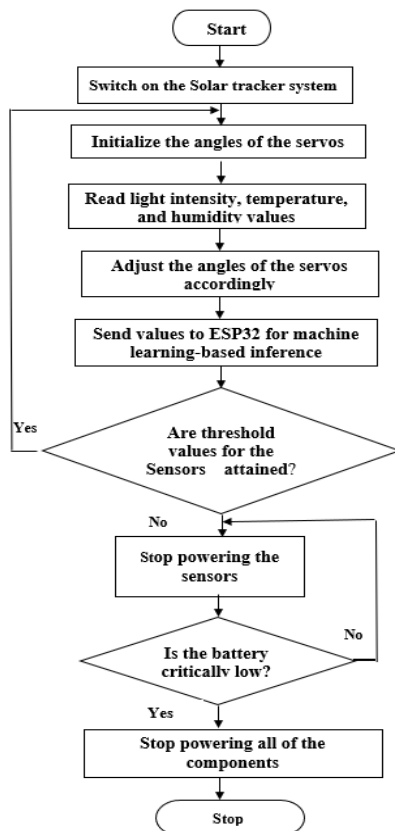 Start
Switch on the Solar tracker system
Initialize the angles of the servos
Read light intensity, temperature,
and humidity values
Adjust the angles of the servos
accordingly
Send values to ESP32 for machine
learning-based inference
Yes
Are threshold
values for the
Sensors attained?
No
Stop powering the
sensors
No
Is the battery
critically low?
Yes
Stop powering all of the
components
Stop